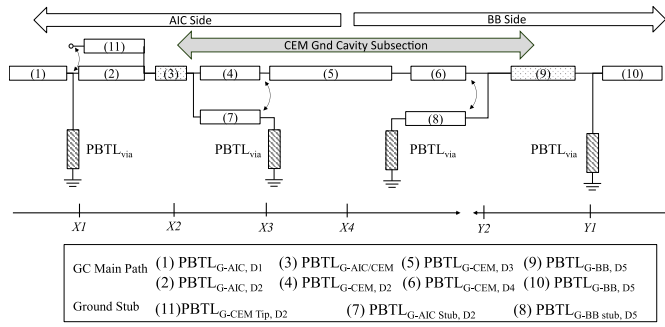 AIC Side
BB Side
CEM Gnd Cavity Subsection
(11)
(1)
(2)
(3)
(4)
(5)
(6)
(9)
(10)
(7)
(8)
PBTLvia
PBTLvia
PBTLvia
PBTLvia
X1
X2
X3
X4
Y2
Y1
GC Main Path
(1) PBTLG-AIC, D1
(3) PBTLG-AIC/CEM
(5) PBTLG-CEM, D3
(9) PBTLG-BB, D5
(2) PBTLG-AIC, D2
(4) PBTLG-CEM, D2
(6) PBTLG-CEM, D4
(10) PBTLG-BB, D5
Ground Stub
(11)PBTLG-CEM Tip, D2
(7) PBTLG-AIC Stub, D2
(8) PBTLG-BB stub, D5